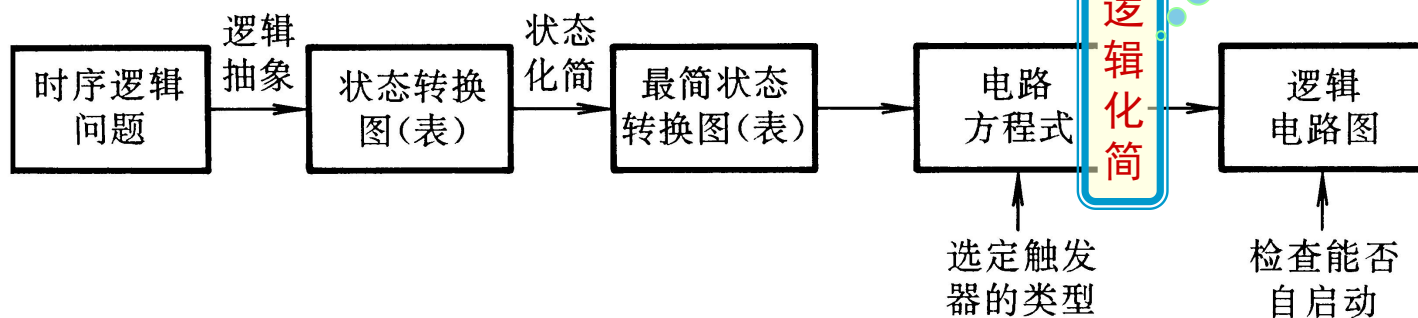 逻辑
抽象
状态
化简
时序逻辑
问题
状态转换
图(表)
最简状态
转换图(表)
电路
方程式
逻辑化简
逻辑
电路图
选定触发
器的类型
检查能否
自启动